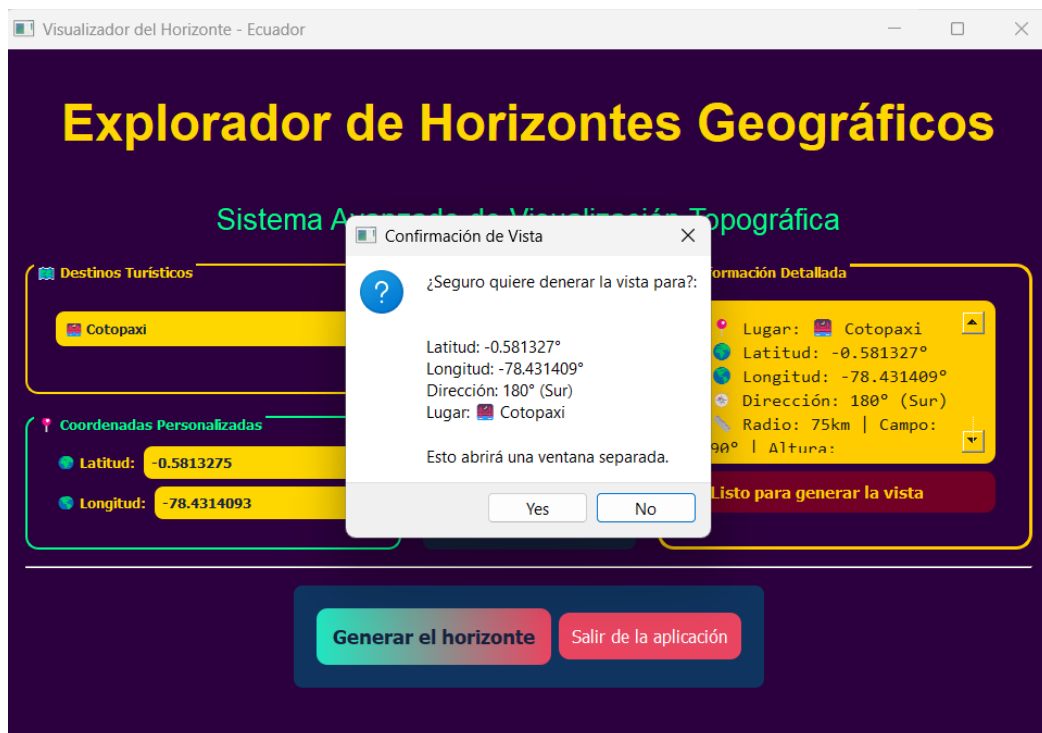 Visualizador del Horizonte - Ecuador
Explorador de Horizontes Geográficos
Sistema Avanzado de Visualización Topográfica
Destinos Turísticos
Cotopaxi
Coordenadas Personalizadas
Latitud: -0.5813275
Longitud: -78.4314093
Confirmación de Vista
¿Seguro quiere denerar la vista para?:
Latitud: -0.581327°
Longitud: -78.431409°
Dirección: 180° (Sur)
Lugar: Cotopaxi
Esto abrirá una ventana separada.
Yes
No
ormación Detallada
Lugar: Cotopaxi
Latitud: -0.581327°
Longitud: -78.431409°
Dirección: 180° (Sur)
Radio: 75km | Campo:
90° | Altura:
Listo para generar la vista
Generar el horizonte
Salir de la aplicación